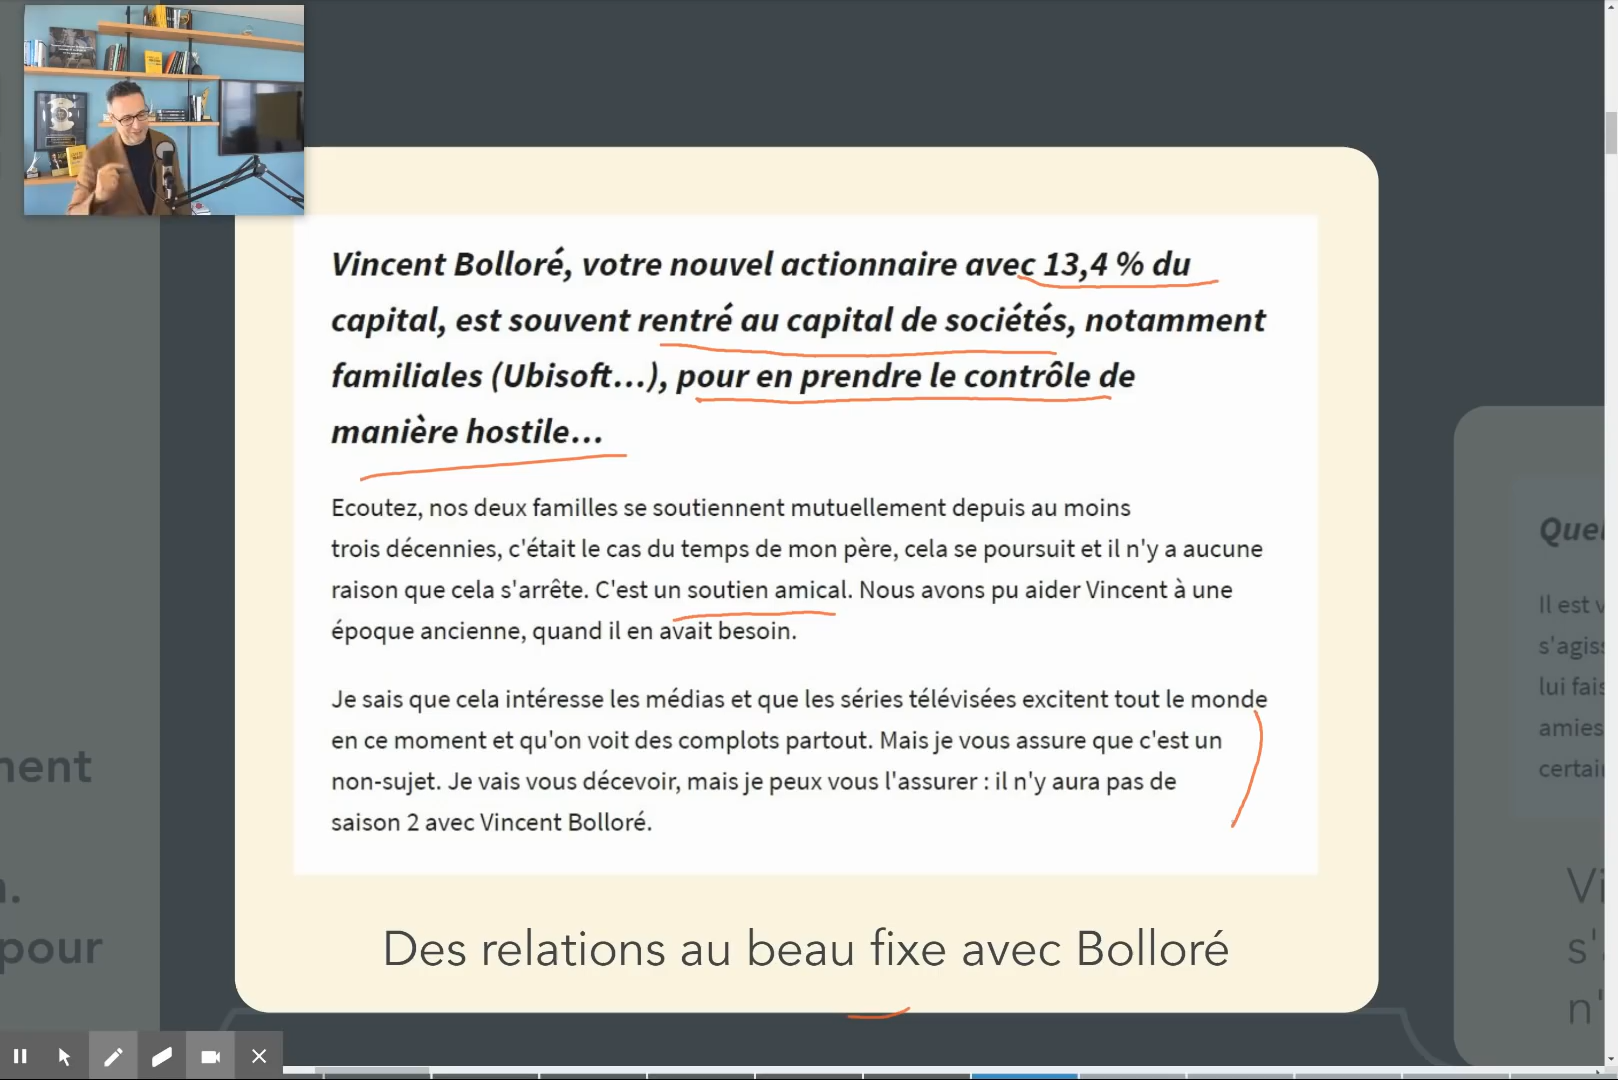 Vincent Bolloré, votre nouvel actionnaire avec 13,4 % du
capital, est souvent rentré au capital de sociétés, notamment
familiales (Ubisoft...), pour en prendre le contrôle de
manière hostile...
Ecoutez, nos deux familles se soutiennent mutuellement depuis au moins
trois décennies, c'était le cas du temps de mon père, cela se poursuit et il n'y a aucune
raison que cela s'arrête. C'est un soutien amical. Nous avons pu aider Vincent à une
époque ancienne, quand il en avait besoin.
Je sais que cela intéresse les médias et que les séries télévisées excitent tout le monde
en ce moment et qu'on voit des complots partout. Mais je vous assure que c'est un
non-sujet. Je vais vous décevoir, mais je peux vous l'assurer : il n'y aura pas de
saison 2 avec Vincent Bolloré.
Des relations au beau fixe avec Bolloré
pour
Il est